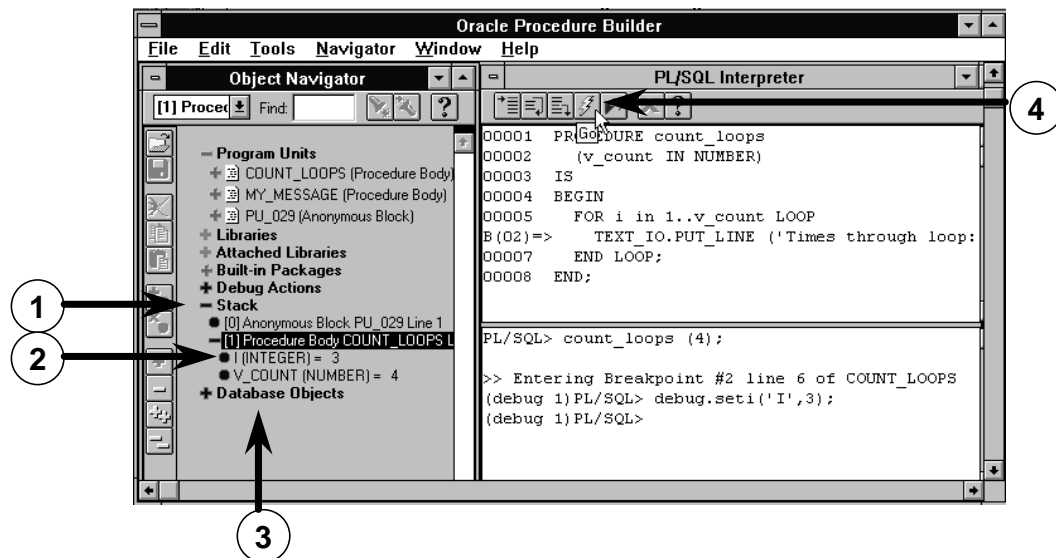 Oracle Procedure Builder
File Edit Tools Navigator Window Help
Object Navigator
[1] Proced Find:
?
— Program Units
+ COUNT_LOOPS (Procedure Body)
+ MY_MESSAGE (Procedure Body)
+ PU_029 (Anonymous Block)
+ Libraries
+ Attached Libraries
+ Built-in Packages
+ Debug Actions
— Stack
[0] Anonymous Block PU_029 Line 1
—[1] Procedure Body COUNT_LOOPS L
I (INTEGER) = 3
V_COUNT (NUMBER) = 4
+ Database Objects
PL/SQL Interpreter
?
Go
00001 PROCEDURE count_loops
00002 (v_count IN NUMBER)
00003 IS
00004 BEGIN
00005 FOR i in 1..v_count LOOP
B(02)=> TEXT_IO.PUT_LINE ('Times through loop:
00007 END LOOP;
00008 END;
PL/SQL> count_loops (4);
>> Entering Breakpoint #2 line 6 of COUNT_LOOPS
(debug 1)PL/SQL> debug.seti('I',3);
(debug 1)PL/SQL>
1
2
3
4